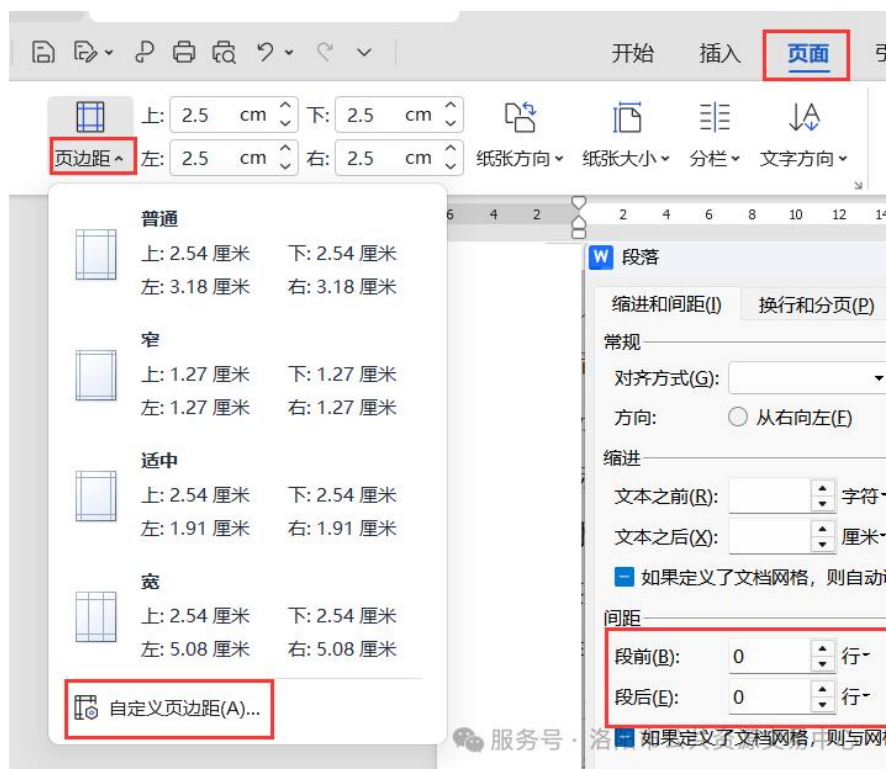 开始 插入 页面
上: 2.5 cm 下: 2.5 cm
页边距 左: 2.5 cm 右: 2.5 cm 纸张方向 纸张大小 分栏 文字方向
6 4 2 2 4 6 8 10 12 14
普通
上: 2.54 厘米 下: 2.54 厘米
左: 3.18 厘米 右: 3.18 厘米
窄
上: 1.27 厘米 下: 1.27 厘米
左: 1.27 厘米 右: 1.27 厘米
适中
上: 2.54 厘米 下: 2.54 厘米
左: 1.91 厘米 右: 1.91 厘米
宽
上: 2.54 厘米 下: 2.54 厘米
左: 5.08 厘米 右: 5.08 厘米
自定义页边距(A)...
W 段落
缩进和间距(I) 换行和分页(P)
常规
对齐方式(G):
方向: 从右向左(F)
缩进
文本之前(R): 字符
文本之后(X): 厘米
如果定义了文档网格，则自动
间距
段前(B): 0 行
段后(E): 0 行
如果定义了文档网格，则与网
服务号 · 洛